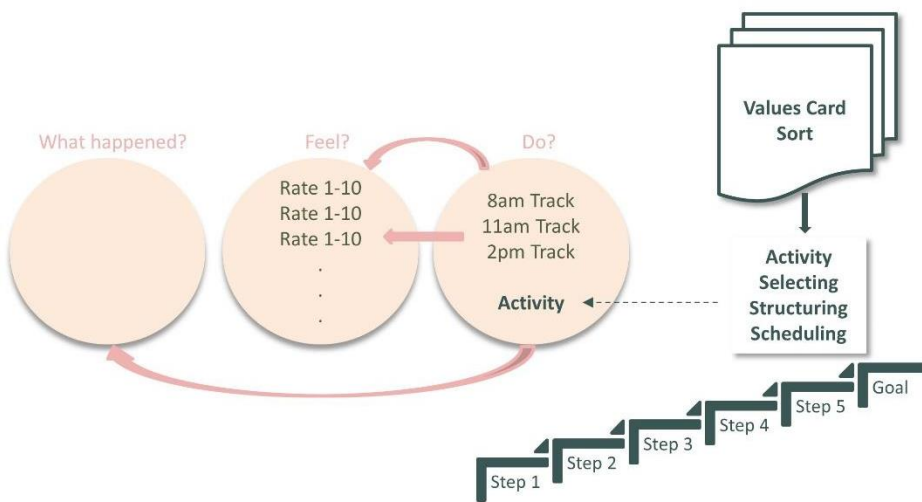 What happened?
Feel?
Do?
Rate 1-10
Rate 1-10
Rate 1-10
.
.
.
8am Track
11am Track
2pm Track
Activity
Values Card
Sort
Activity
Selecting
Structuring
Scheduling
Step 1
Step 2
Step 3
Step 4
Step 5
Goal